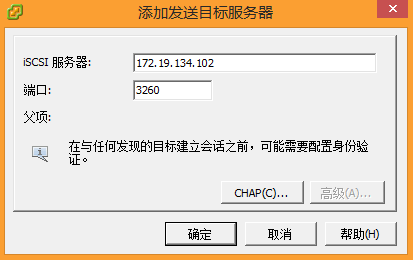 添加发送目标服务器
iSCSI 服务器:
172.19.134.102
端口:
3260
父项:
在与任何发现的目标建立会话之前，可能需要配置身份验
证。
CHAP(C)...
高级(A)...
确定
取消
帮助(H)